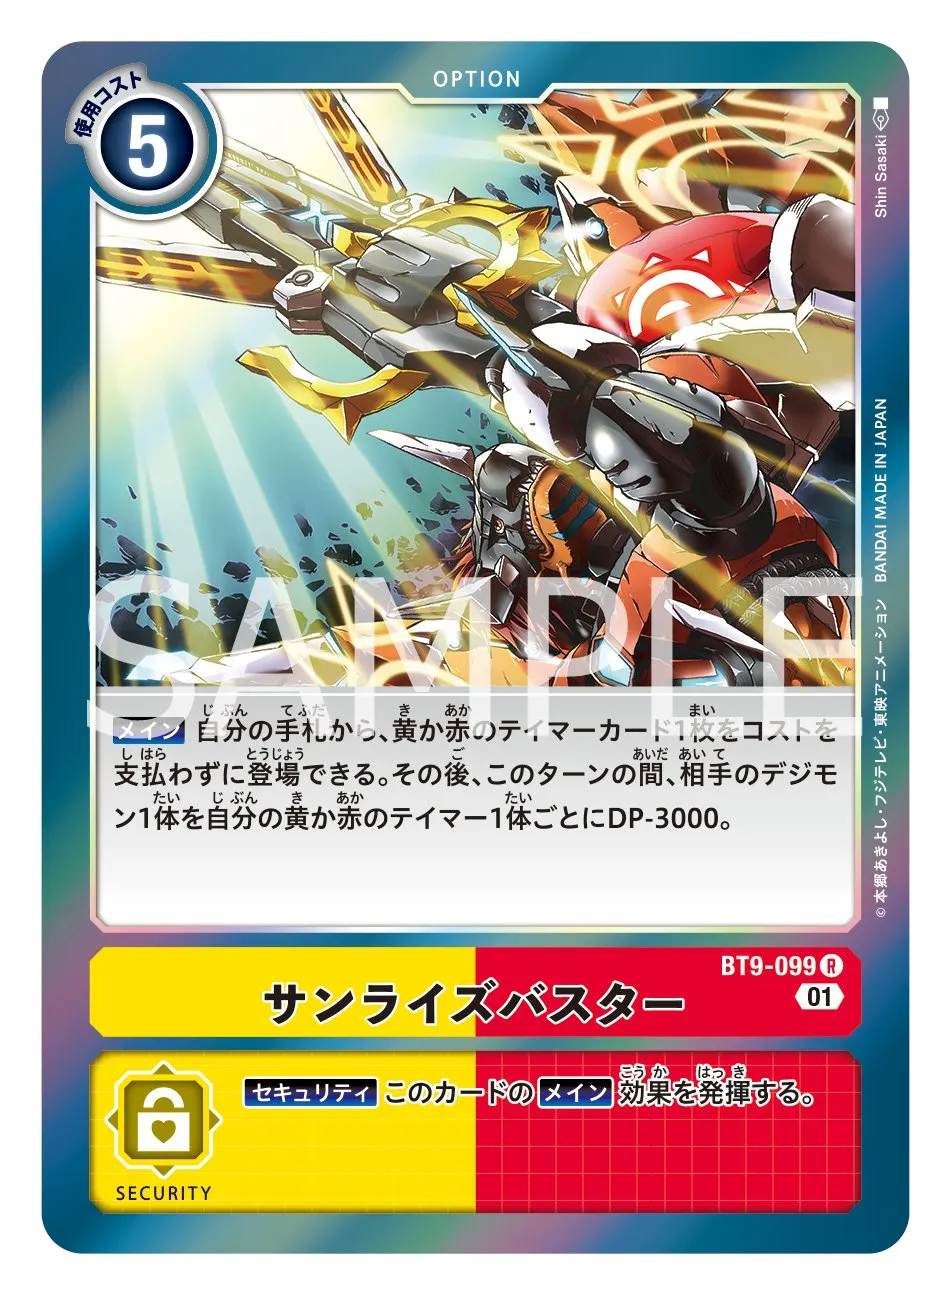 OPTION
使用コスト
5
Shin Sasaki
BANDAI MADE IN JAPAN
©本郷あきよし・フジテレビ・東映アニメーション
SAMPLE
メイン 自分の手札から、黄か赤のテイマーカード1枚をコストを
支払わずに登場できる。その後、このターンの間、相手のデジモ
ン1体を自分の黄か赤のテイマー1体ごとにDP-3000。
BT9-099 R
01
サンライズバスター
セキュリティ このカードの メイン 効果を発揮する。
SECURITY